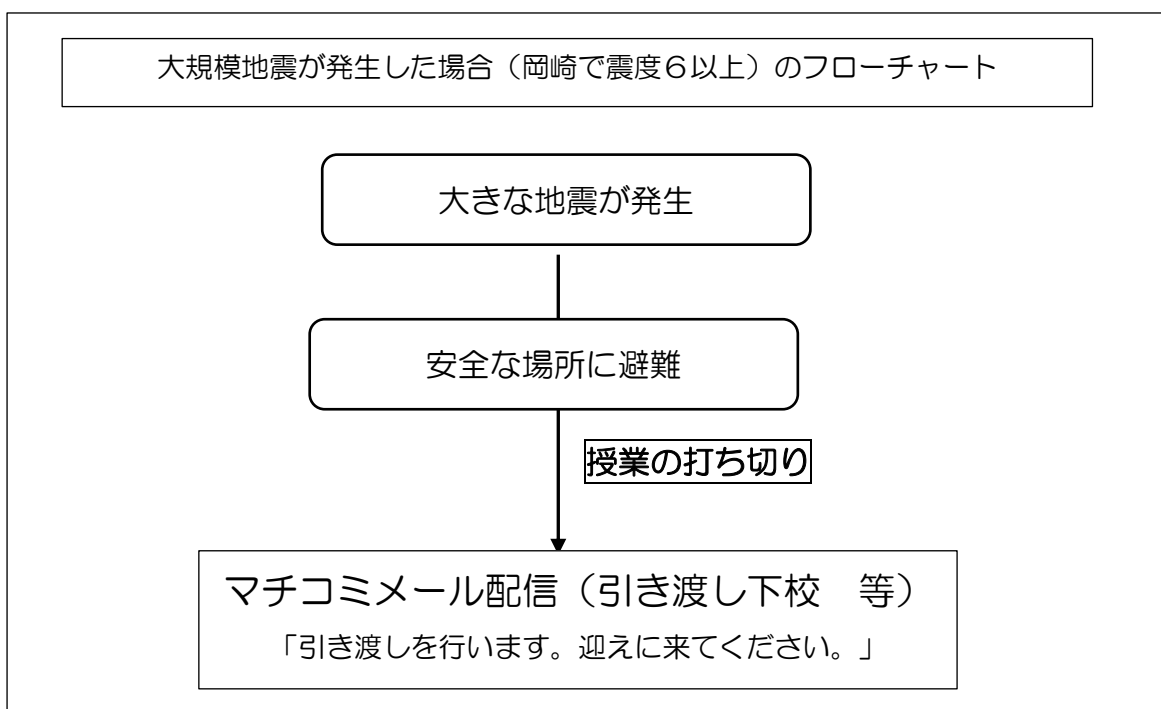 大規模地震が発生した場合（岡崎で震度６以上）のフローチャート
大きな地震が発生
安全な場所に避難
授業の打ち切り
マチコミメール配信（引き渡し下校　等）
「引き渡しを行います。迎えに来てください。」